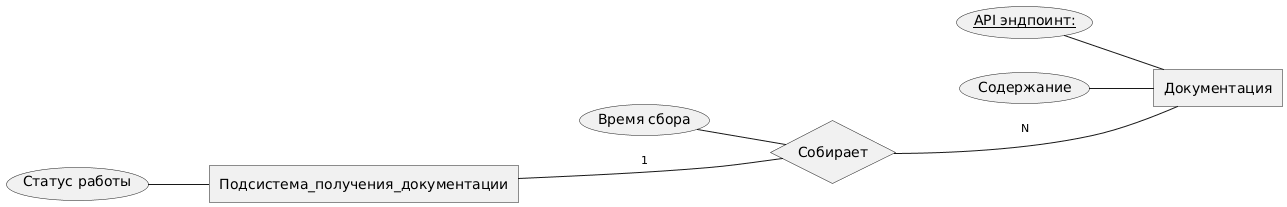 API эндпоинт:
Содержание
Документация
Время сбора
N
Собирает
1
Статус работы
Подсистема_получения_документации